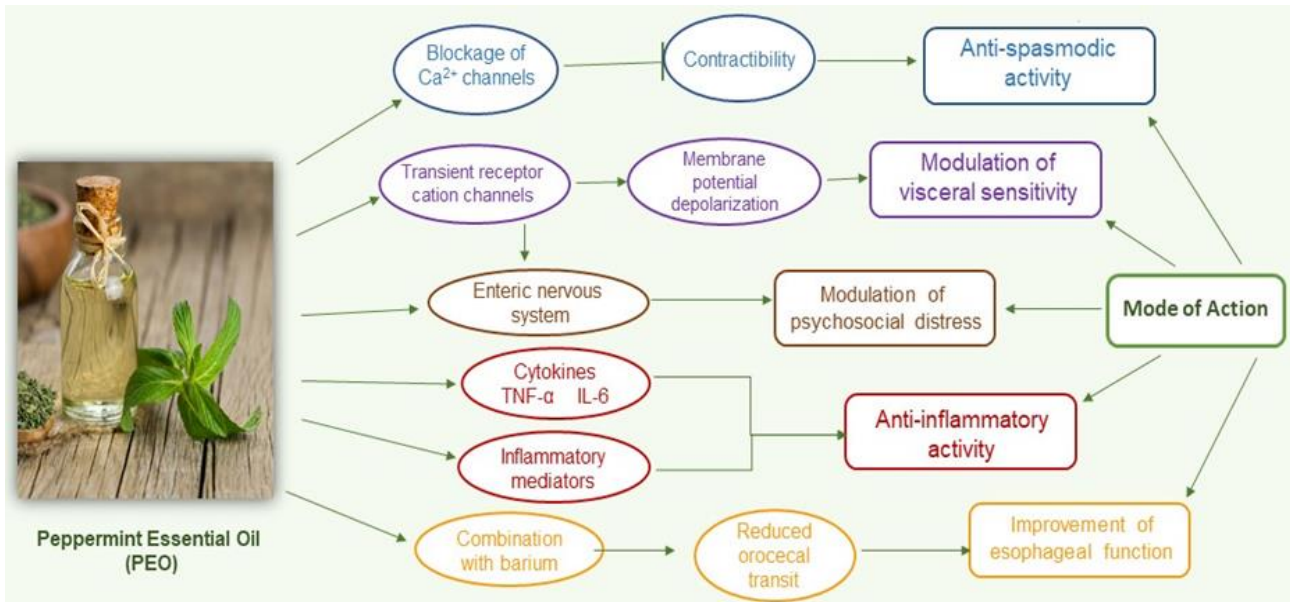 Blockage of
Ca²⁺ channels
Contractibility
Anti-spasmodic
activity
Transient receptor
cation channels
Membrane
potential
depolarization
Modulation of
visceral sensitivity
Enteric nervous
system
Modulation of
psychosocial distress
Mode of Action
Cytokines
TNF-α IL-6
Anti-inflammatory
activity
Inflammatory
mediators
Peppermint Essential Oil
(PEO)
Combination
with barium
Reduced
orocecal
transit
Improvement of
esophageal function